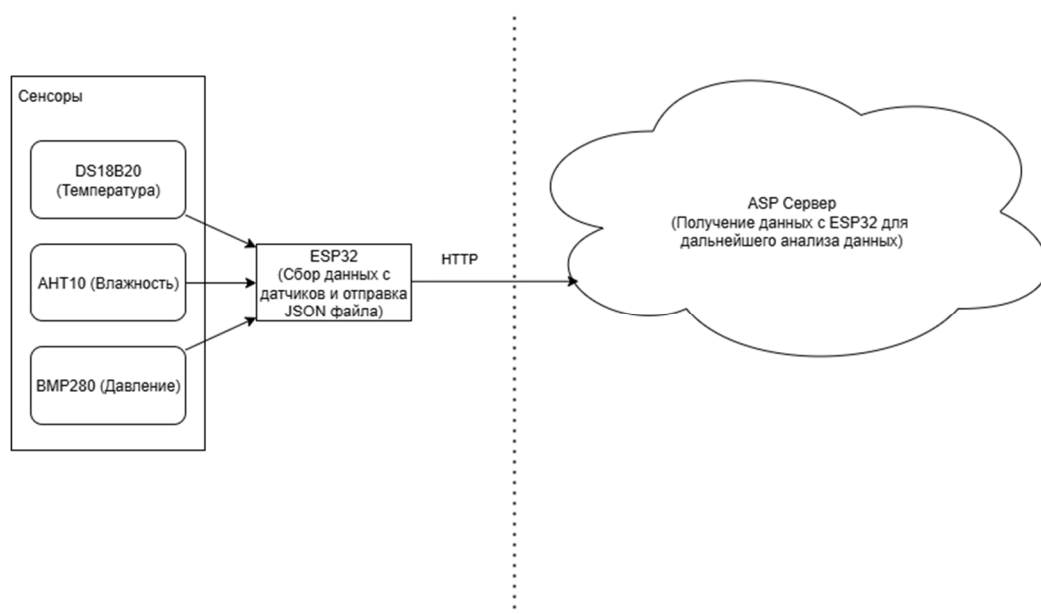 Сенсоры
DS18B20
(Температура)
AHT10 (Влажность)
BMP280 (Давление)
ESP32
(Сбор данных с
датчиков и отправка
JSON файла)
HTTP
ASP Сервер
(Получение данных с ESP32 для
дальнейшего анализа данных)